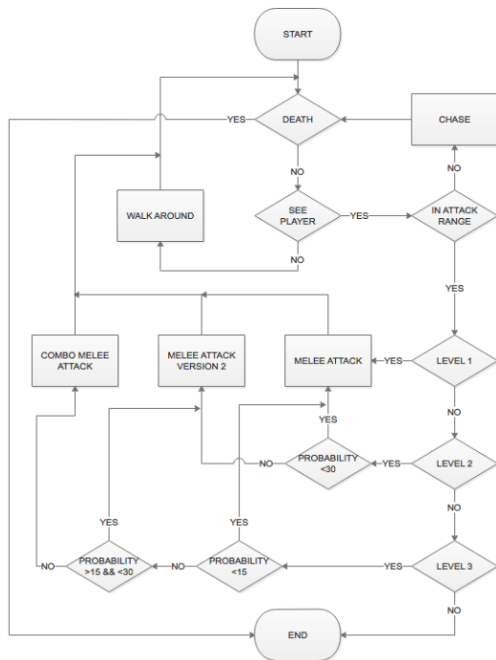 START
YES
DEATH
CHASE
NO
NO
WALK AROUND
SEE
PLAYER
YES
IN ATTACK
RANGE
NO
YES
COMBO MELEE
ATTACK
MELEE ATTACK
VERSION 2
MELEE ATTACK
YES
LEVEL 1
YES
NO
NO
PROBABILITY
<30
YES
LEVEL 2
YES
YES
NO
NO
PROBABILITY
>15 && <30
NO
PROBABILITY
<15
YES
LEVEL 3
NO
END